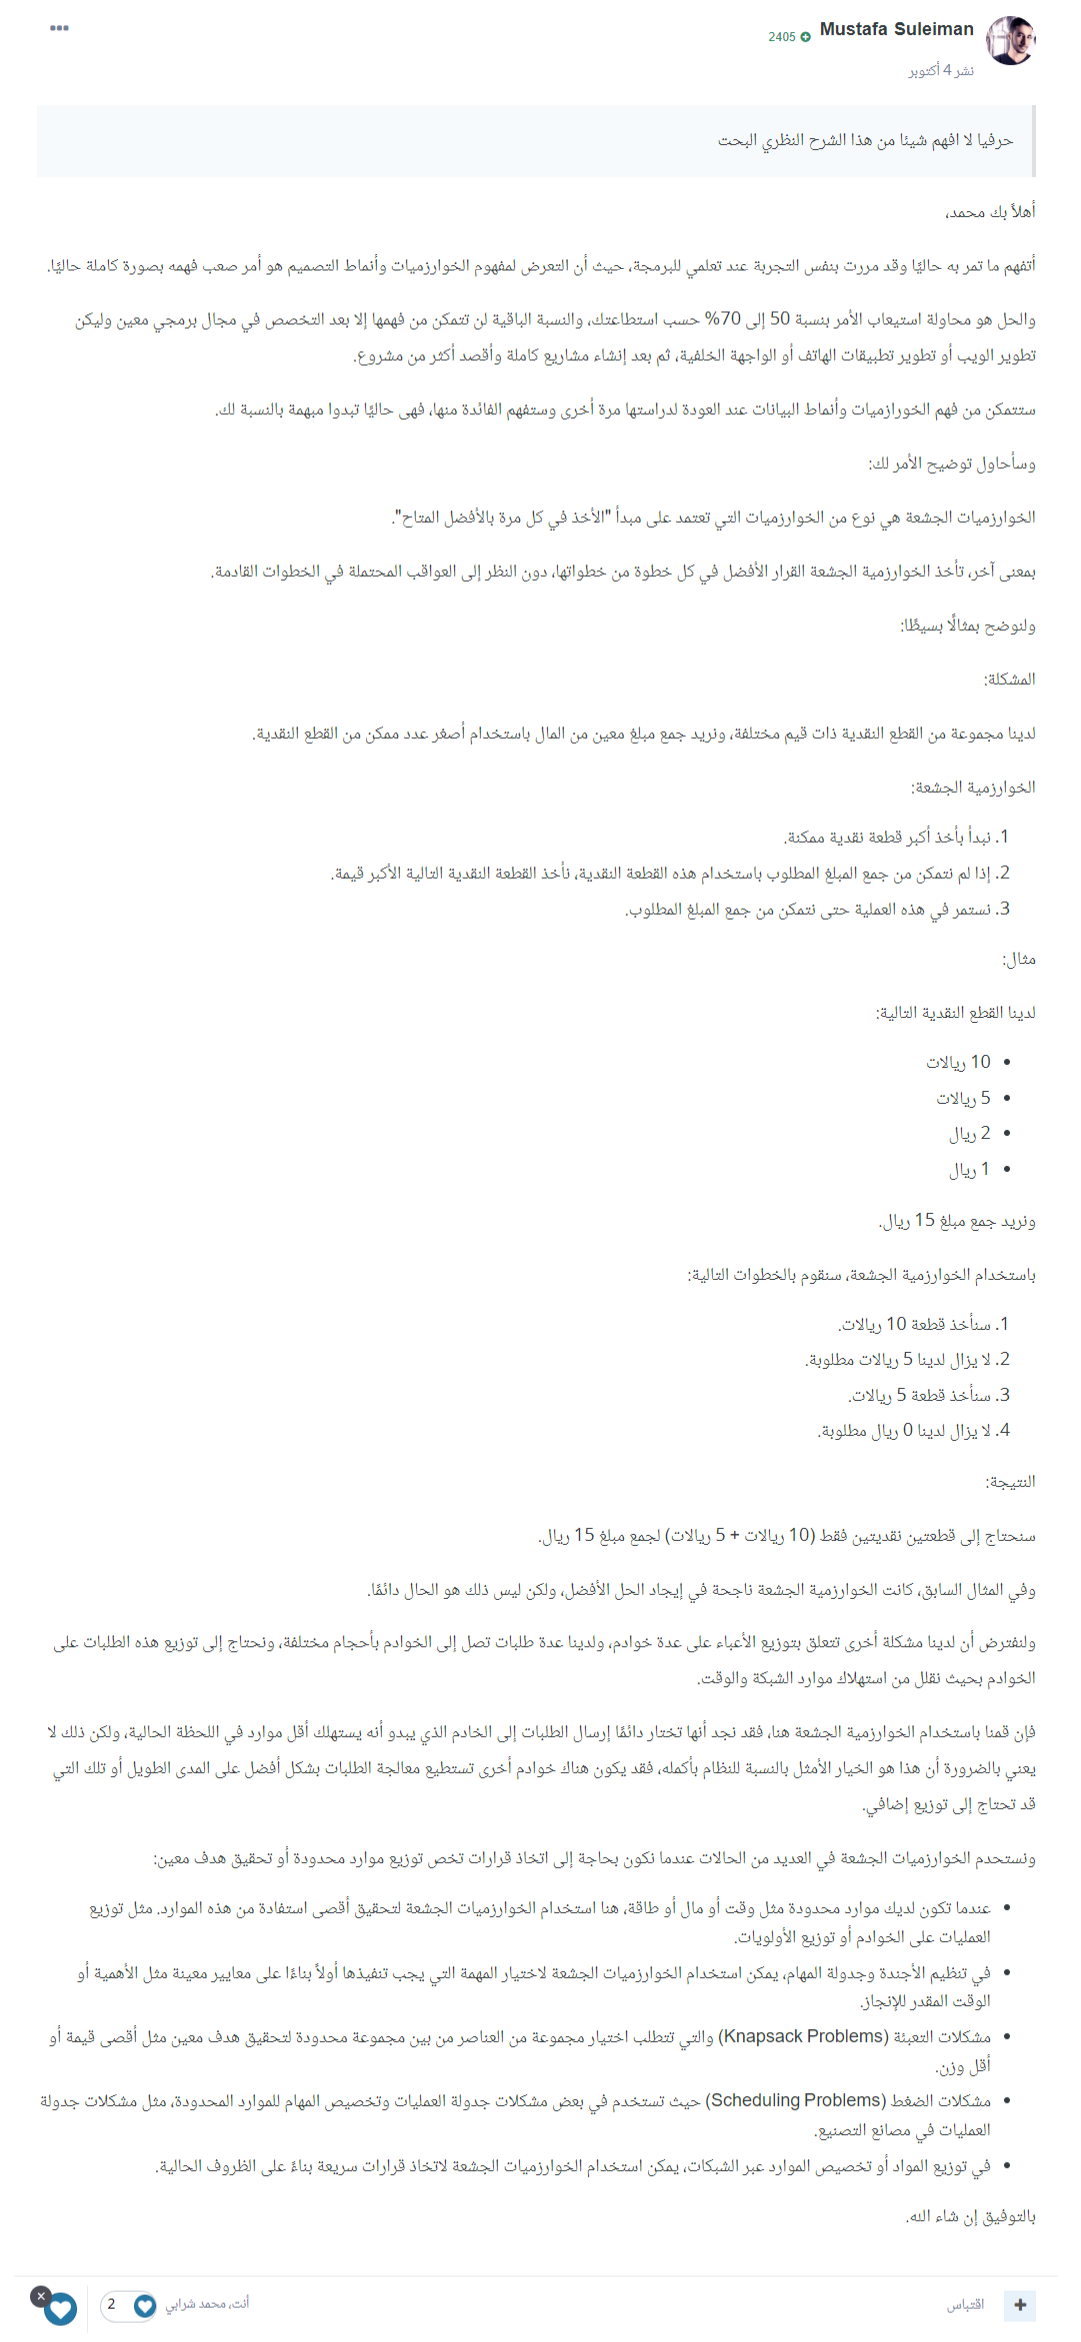 Mustafa Suleiman
2405
نشر 4 أكتوبر
حرفيا لا افهم شيئا من هذا الشرح النظري البحت
أهلاً بك محمد،
أتفهم ما تمر به حاليًا وقد مررت بنفس التجربة عند تعلمي للبرمجة، حيث أن التعرض لمفهوم الخوارزميات وأنماط التصميم هو أمر صعب فهمه بصورة كاملة حاليًا.
والحل هو محاولة استيعاب الأمر بنسبة 50 إلى 70% حسب استطاعتك، والنسبة الباقية لن تتمكن من فهمها إلا بعد التخصص في مجال برمجي معين وليكن
تطوير الويب أو تطوير تطبيقات الهاتف أو الواجهة الخلفية، ثم بعد إنشاء مشاريع كاملة وأقصد أكثر من مشروع.
ستتمكن من فهم الخورازميات وأنماط البيانات عند العودة لدراستها مرة أخرى وستفهم الفائدة منها، فهى حاليًا تبدوا مبهمة بالنسبة لك.
وسأحاول توضيح الأمر لك:
الخوارزميات الجشعة هي نوع من الخوارزميات التي تعتمد على مبدأ "الأخذ في كل مرة بالأفضل المتاح".
بمعنى آخر، تأخذ الخوارزمية الجشعة القرار الأفضل في كل خطوة من خطواتها، دون النظر إلى العواقب المحتملة في الخطوات القادمة.
ولنوضح بمثالًا بسيطًا:
المشكلة:
لدينا مجموعة من القطع النقدية ذات قيم مختلفة، ونريد جمع مبلغ معين من المال باستخدام أصغر عدد ممكن من القطع النقدية.
الخوارزمية الجشعة:
1. نبدأ بأخذ أكبر قطعة نقدية ممكنة.
2. إذا لم نتمكن من جمع المبلغ المطلوب باستخدام هذه القطعة النقدية، نأخذ القطعة النقدية التالية الأكبر قيمة.
3. نستمر في هذه العملية حتى نتمكن من جمع المبلغ المطلوب.
مثال:
لدينا القطع النقدية التالية:
• 10 ريالات
• 5 ريالات
• 2 ريال
• 1 ريال
ونريد جمع مبلغ 15 ريال.
باستخدام الخوارزمية الجشعة، سنقوم بالخطوات التالية:
1. سنأخذ قطعة 10 ريالات.
2. لا يزال لدينا 5 ريالات مطلوبة.
3. سنأخذ قطعة 5 ريالات.
4. لا يزال لدينا 0 ريال مطلوبة.
النتيجة:
سنحتاج إلى قطعتين نقديتين فقط (10 ريالات + 5 ريالات) لجمع مبلغ 15 ريال.
وفي المثال السابق، كانت الخوارزمية الجشعة ناجحة في إيجاد الحل الأفضل، ولكن ليس ذلك هو الحال دائمًا.
ولنفترض أن لدينا مشكلة أخرى تتعلق بتوزيع الأعباء على عدة خوادم، ولدينا عدة طلبات تصل إلى الخوادم بأحجام مختلفة، ونحتاج إلى توزيع هذه الطلبات على
الخوادم بحيث نقلل من استهلاك موارد الشبكة والوقت.
فإن قمنا باستخدام الخوارزمية الجشعة هنا، فقد نجد أنها تختار دائمًا إرسال الطلبات إلى الخادم الذي يبدو أنه يستهلك أقل موارد في اللحظة الحالية، ولكن ذلك لا
يعني بالضرورة أن هذا هو الخيار الأمثل بالنسبة للنظام بأكمله، فقد يكون هناك خوادم أخرى تستطيع معالجة الطلبات بشكل أفضل على المدى الطويل أو تلك التي
قد تحتاج إلى توزيع إضافي.
ونستحدم الخوارزميات الجشعة في العديد من الحالات عندما نكون بحاجة إلى اتخاذ قرارات تخص توزيع موارد محدودة أو تحقيق هدف معين:
• عندما تكون لديك موارد محدودة مثل وقت أو مال أو طاقة، هنا استخدام الخوارزميات الجشعة لتحقيق أقصى استفادة من هذه الموارد. مثل توزيع
العمليات على الخوادم أو توزيع الأولويات.
• في تنظيم الأجندة وجدولة المهام، يمكن استخدام الخوارزميات الجشعة لاختيار المهمة التي يجب تنفيذها أولاً بناءًا على معايير معينة مثل الأهمية أو
الوقت المقدر للإنجاز.
• مشكلات التعبئة (Knapsack Problems) والتي تتطلب اختيار مجموعة من العناصر من بين مجموعة محدودة لتحقيق هدف معين مثل أقصى قيمة أو
أقل وزن.
• مشكلات الضغط (Scheduling Problems) حيث تستخدم في بعض مشكلات جدولة العمليات وتخصيص المهام للموارد المحدودة، مثل مشكلات جدولة
العمليات في مصانع التصنيع.
• في توزيع المواد أو تخصيص الموارد عبر الشبكات، يمكن استخدام الخوارزميات الجشعة لاتخاذ قرارات سريعة بناءً على الظروف الحالية.
بالتوفيق إن شاء الله.
اقتباس
أنت، محمد شرابي
2